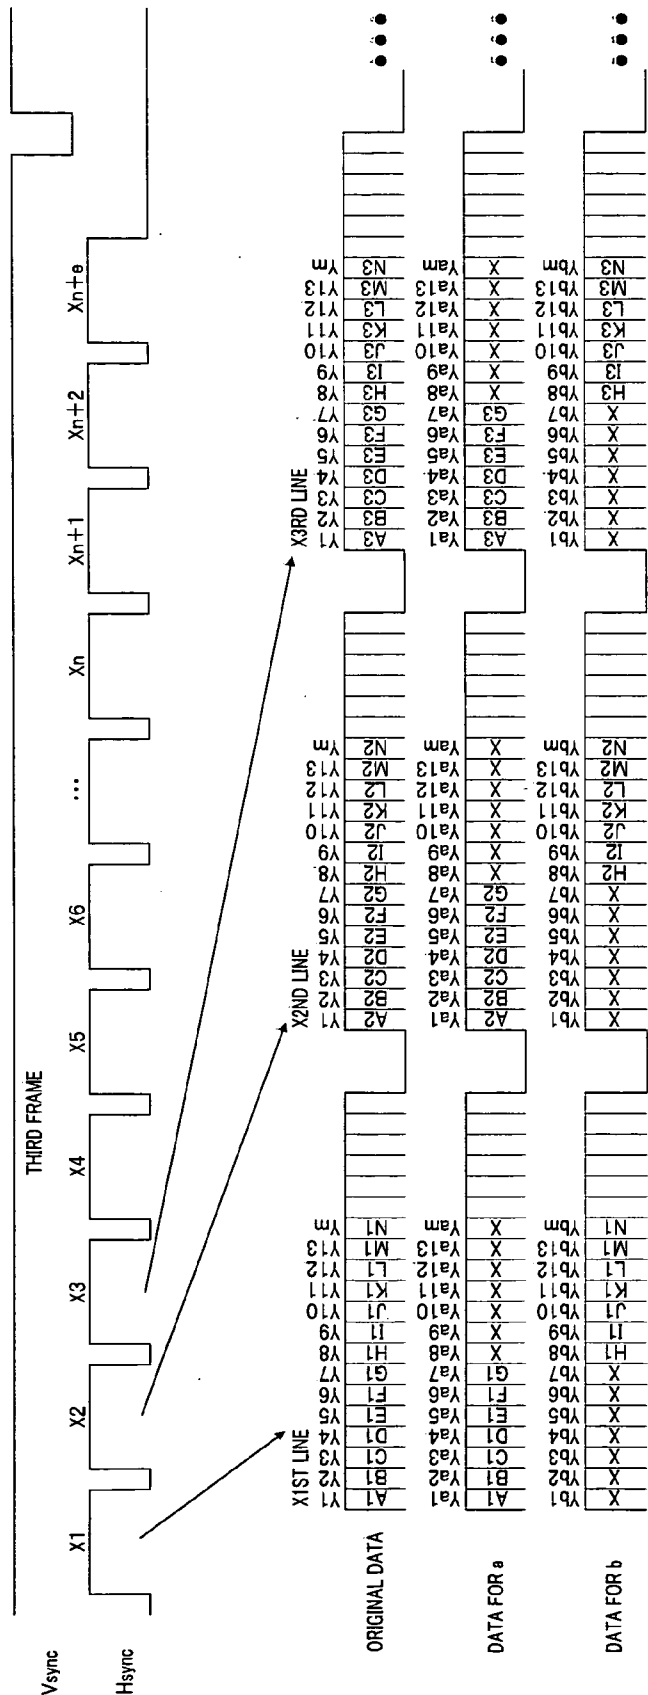 THIRD FRAME
Vsync
X1 X2 X3 X4 X5 X6 ... Xn Xn+1 Xn+2 Xn+e
Hsync
X1ST LINE X2ND LINE X3RD LINE
Y1 Y2 Y3 Y4 Y5 Y6 Y7 Y8 Y9 Y10 Y11 Y12 Y13 Ym Y1 Y2 Y3 Y4 Y5 Y6 Y7 Y8 Y9 Y10 Y11 Y12 Y13 Ym Y1 Y2 Y3 Y4 Y5 Y6 Y7 Y8 Y9 Y10 Y11 Y12 Y13 Ym
ORIGINAL DATA A1 B1 C1 D1 E1 F1 G1 H1 I1 J1 K1 L1 M1 N1 A2 B2 C2 D2 E2 F2 G2 H2 I2 J2 K2 L2 M2 N2 A3 B3 C3 D3 E3 F3 G3 H3 I3 J3 K3 L3 M3 N3
Ya1 Ya2 Ya3 Ya4 Ya5 Ya6 Ya7 Ya8 Ya9 Ya10 Ya11 Ya12 Ya13 Yam Ya1 Ya2 Ya3 Ya4 Ya5 Ya6 Ya7 Ya8 Ya9 Ya10 Ya11 Ya12 Ya13 Yam Ya1 Ya2 Ya3 Ya4 Ya5 Ya6 Ya7 Ya8 Ya9 Ya10 Ya11 Ya12 Ya13 Yam
DATA FOR a A1 B1 C1 D1 E1 F1 G1 X X X X X X X A2 B2 C2 D2 E2 F2 G2 X X X X X X X A3 B3 C3 D3 E3 F3 G3 X X X X X X X
Yb1 Yb2 Yb3 Yb4 Yb5 Yb6 Yb7 Yb8 Yb9 Yb10 Yb11 Yb12 Yb13 Ybm Yb1 Yb2 Yb3 Yb4 Yb5 Yb6 Yb7 Yb8 Yb9 Yb10 Yb11 Yb12 Yb13 Ybm Yb1 Yb2 Yb3 Yb4 Yb5 Yb6 Yb7 Yb8 Yb9 Yb10 Yb11 Yb12 Yb13 Ybm
DATA FOR b X X X X X X X H1 I1 J1 K1 L1 M1 N1 X X X X X X X H2 I2 J2 K2 L2 M2 N2 X X X X X X X H3 I3 J3 K3 L3 M3 N3